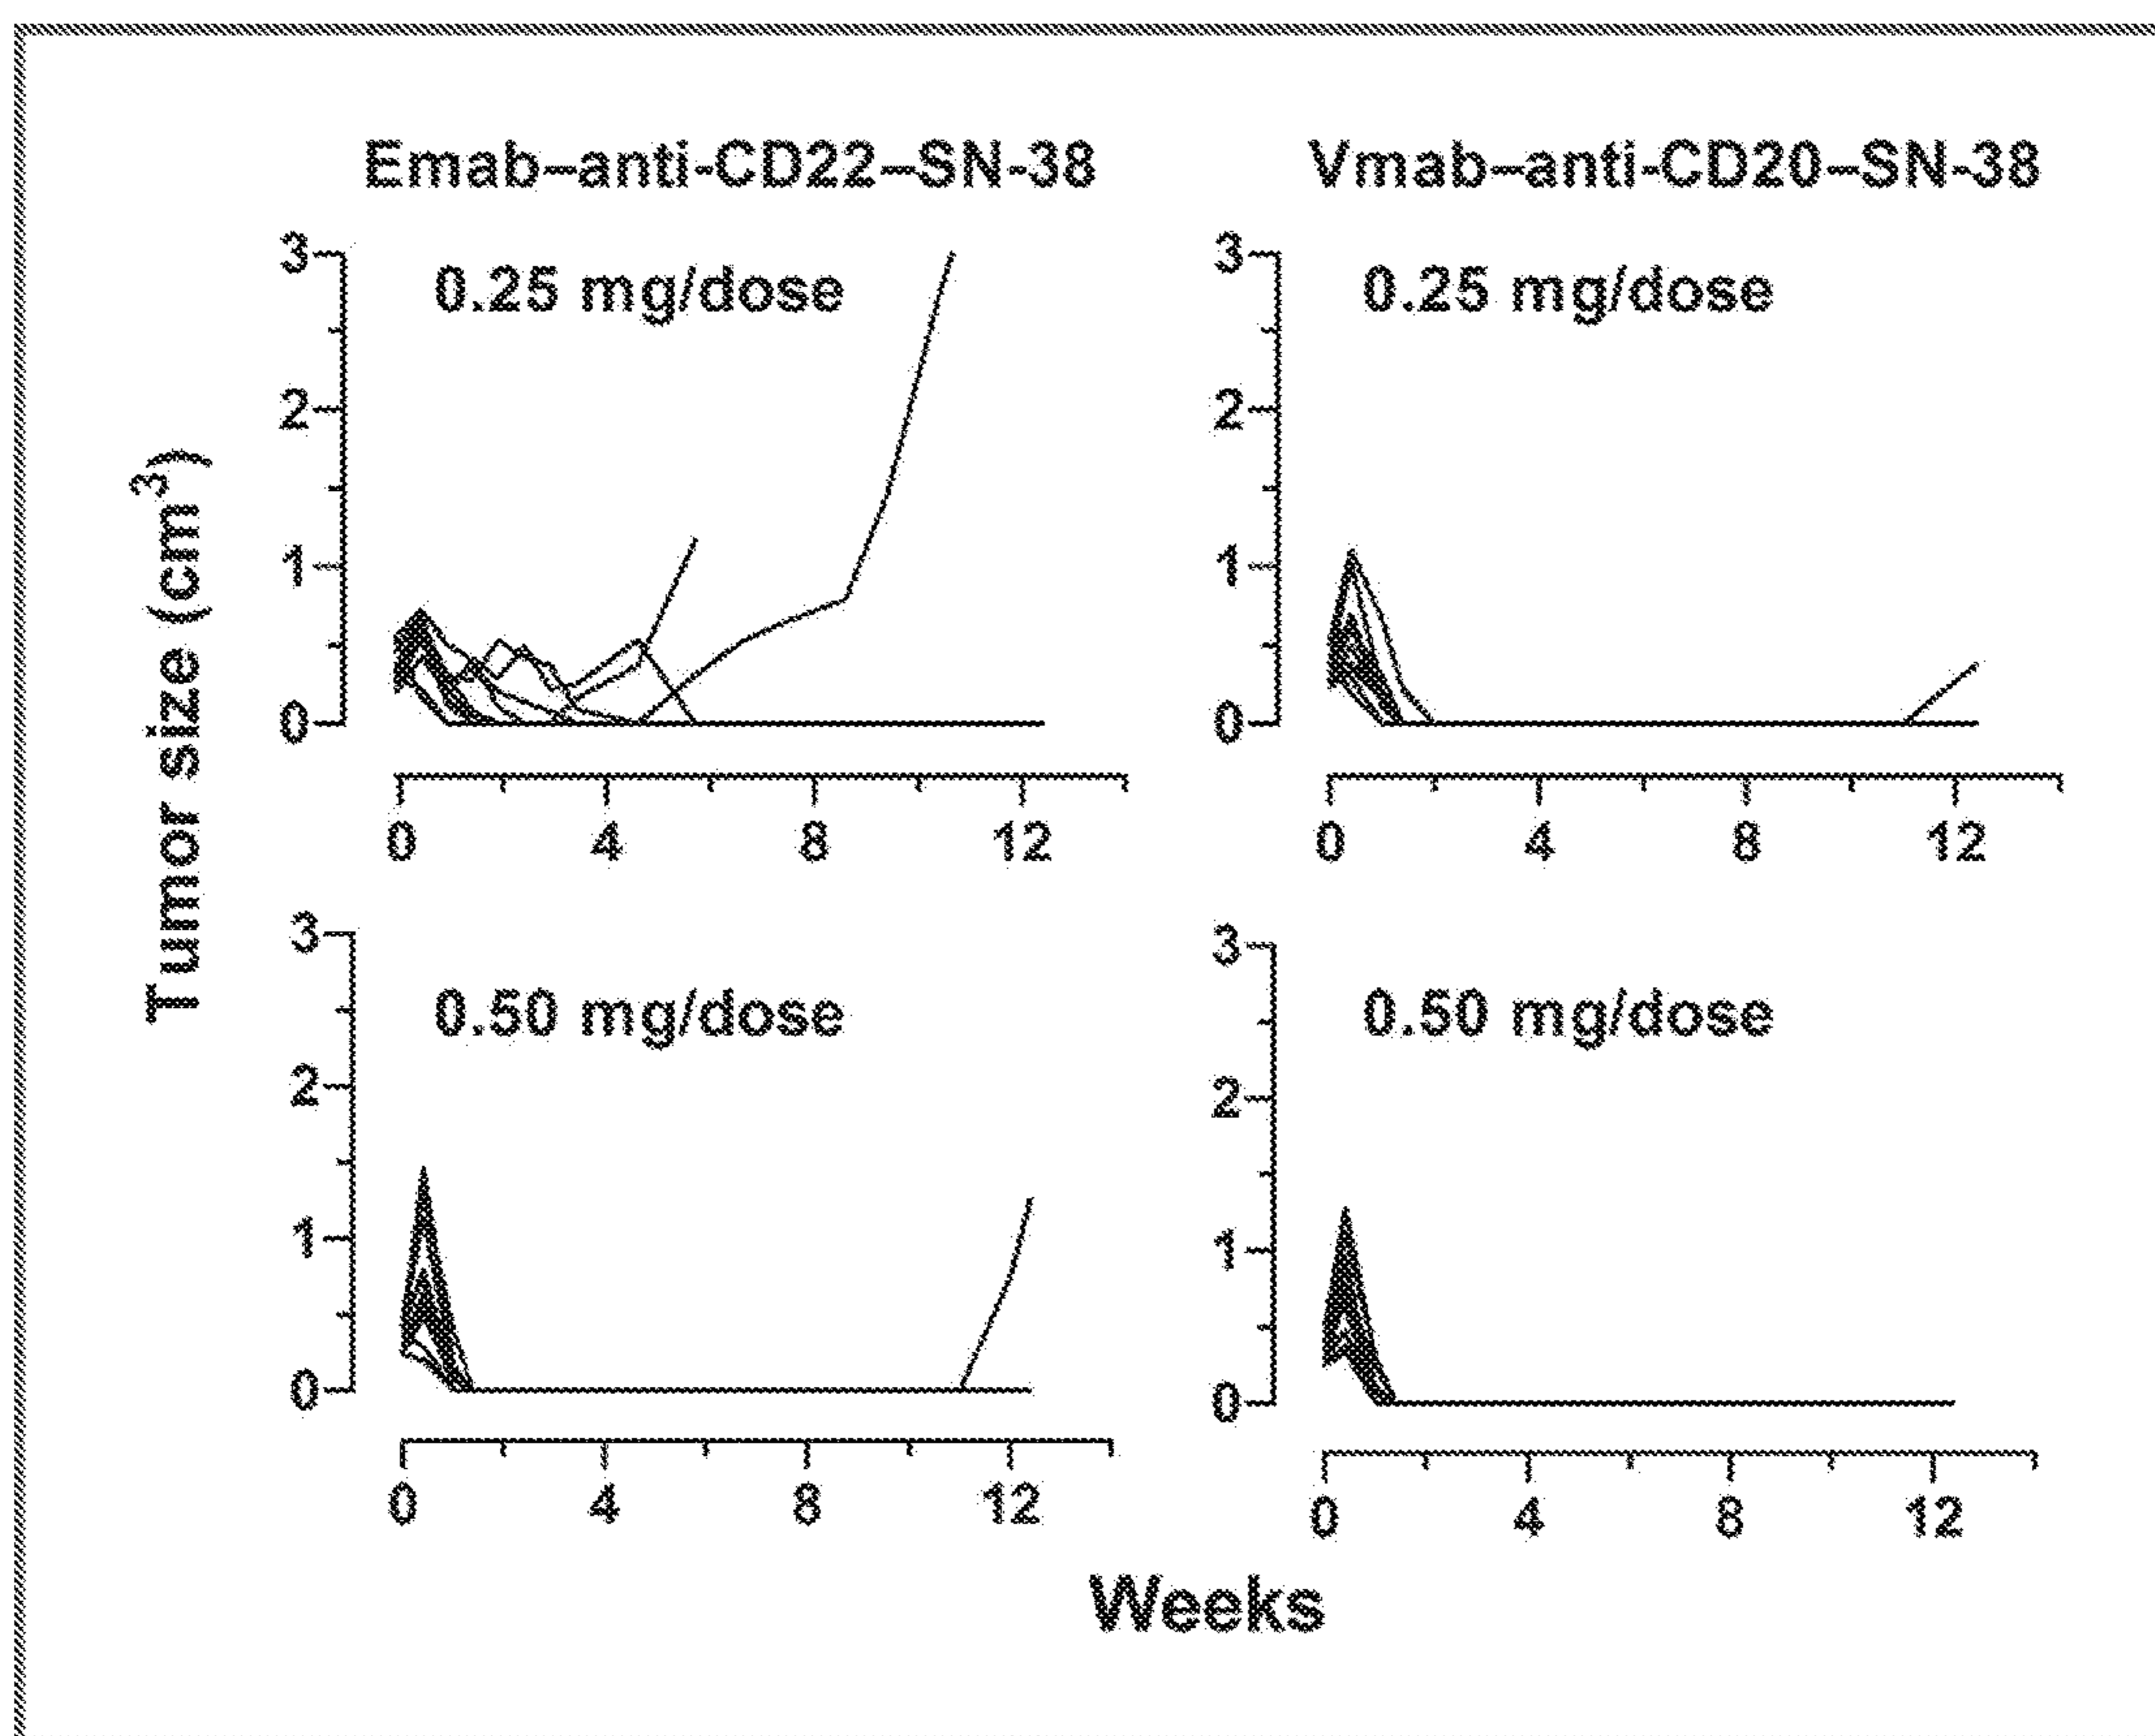 Emab–anti-CD22–SN-38
Vmab–anti-CD20–SN-38
Tumor size (cm³)
0.25 mg/dose
3
2
1
0
0 4 8 12
0.25 mg/dose
3
2
1
0
0 4 8 12
0.50 mg/dose
3
2
1
0
0 4 8 12
0.50 mg/dose
3
2
1
0
0 4 8 12
Weeks